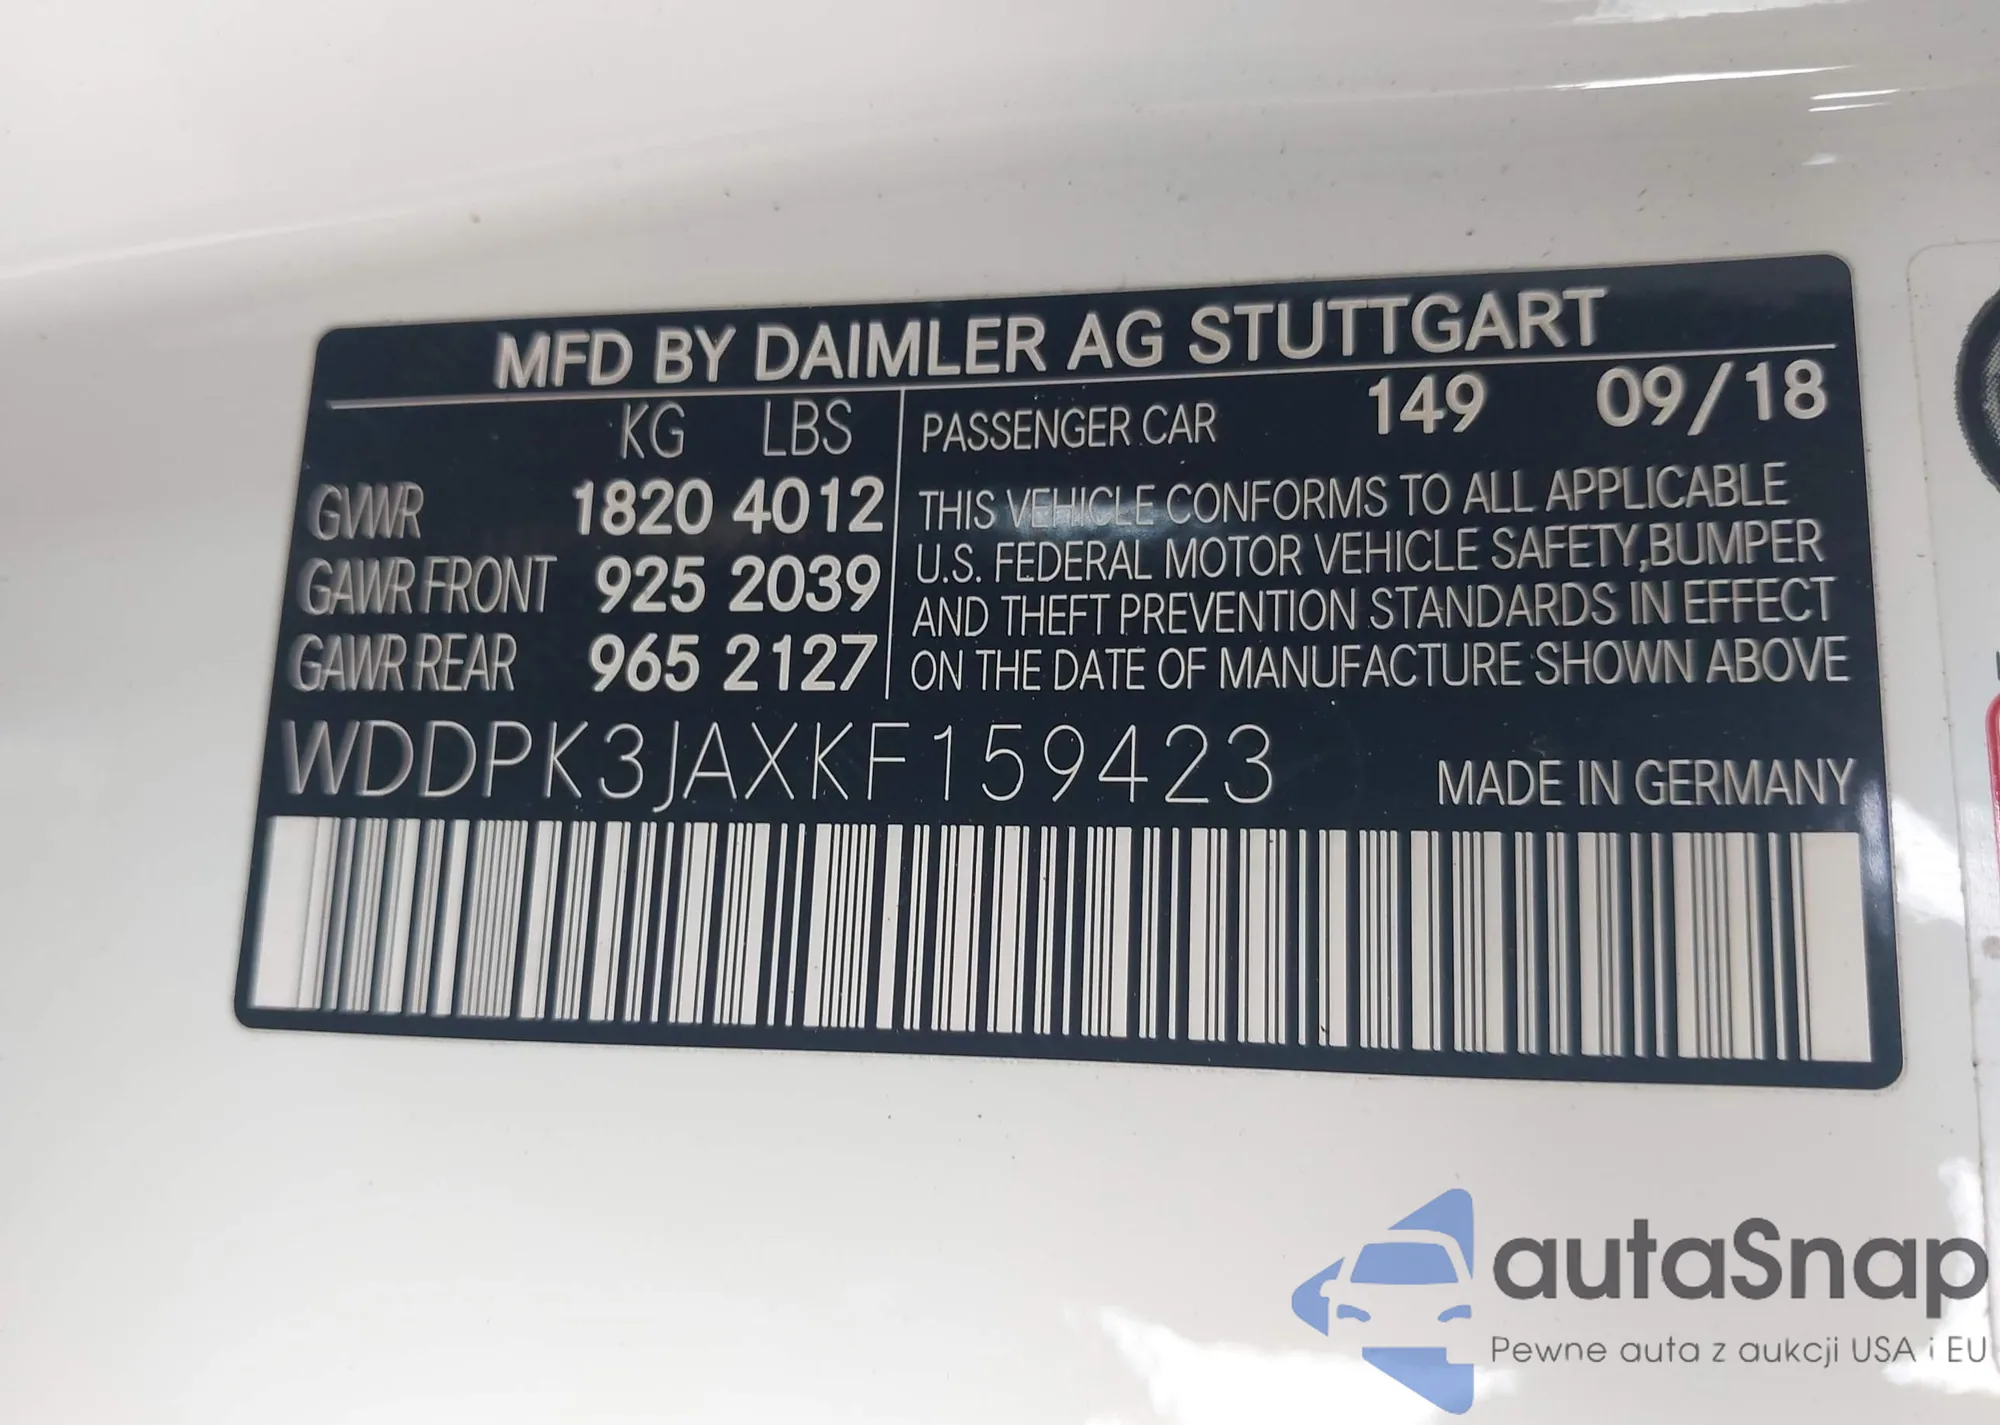 MFD BY DAIMLER AG STUTTGART
KG LBS
PASSENGER CAR 149 09/18
GVWR 1820 4012
GAWR FRONT 925 2039
GAWR REAR 965 2127
THIS VEHICLE CONFORMS TO ALL APPLICABLE
U.S. FEDERAL MOTOR VEHICLE SAFETY,BUMPER
AND THEFT PREVENTION STANDARDS IN EFFECT
ON THE DATE OF MANUFACTURE SHOWN ABOVE
WDDPK3JAXKF159423
MADE IN GERMANY
autaSnap
Pewne auta z aukcji USA i EU